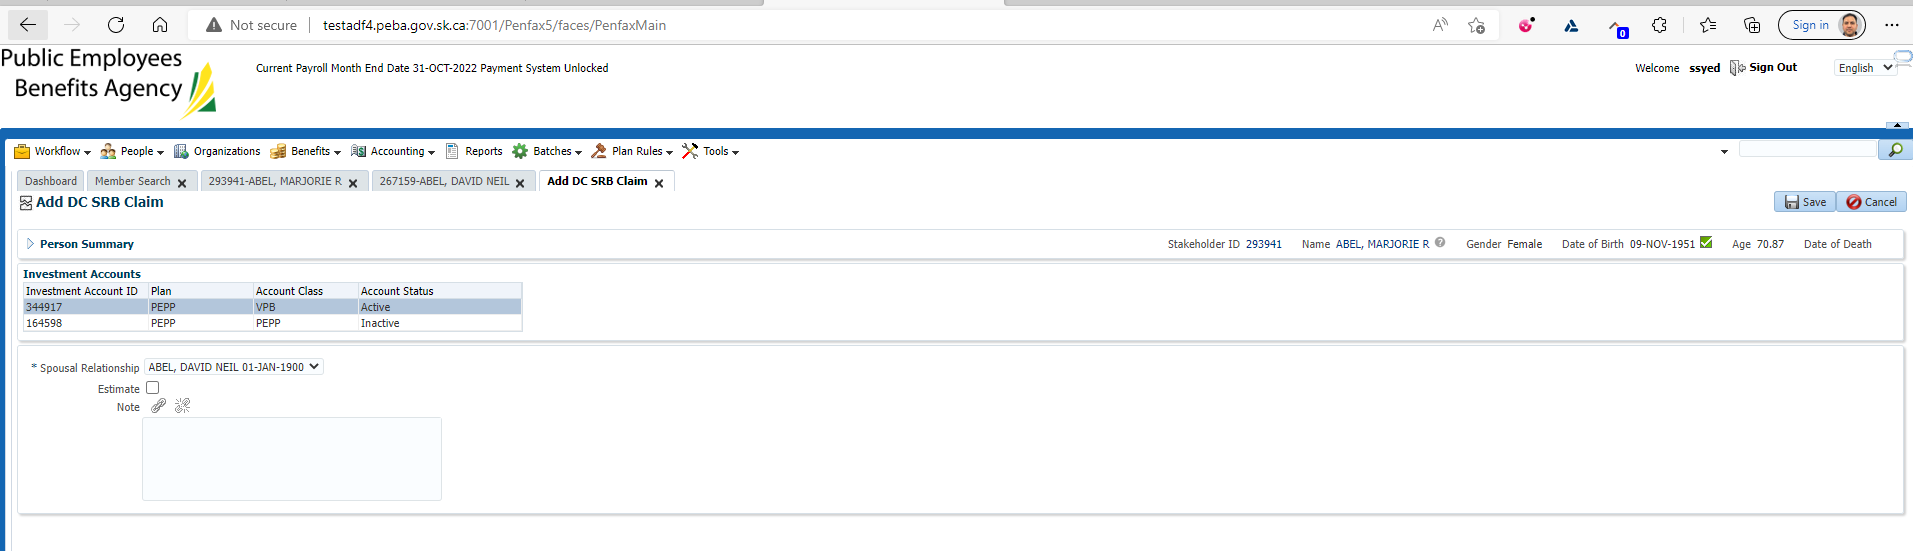 Not secure testadf4.peba.gov.sk.ca:7001/Penfax5/faces/PenfaxMain A 0 Sign in
Public Employees
Benefits Agency
Current Payroll Month End Date 31-OCT-2022 Payment System Unlocked
Welcome ssyed Sign Out English
Workflow People Organizations Benefits Accounting Reports Batches Plan Rules Tools
Dashboard Member Search 293941-ABEL, MARJORIE R 267159-ABEL, DAVID NEIL Add DC SRB Claim
Add DC SRB Claim Save Cancel
Person Summary Stakeholder ID 293941 Name ABEL, MARJORIE R Gender Female Date of Birth 09-NOV-1951 Age 70.87 Date of Death
Investment Accounts
Investment Account ID Plan Account Class Account Status
344917 PEPP VPB Active
164598 PEPP PEPP Inactive
* Spousal Relationship ABEL, DAVID NEIL 01-JAN-1900
Estimate
Note